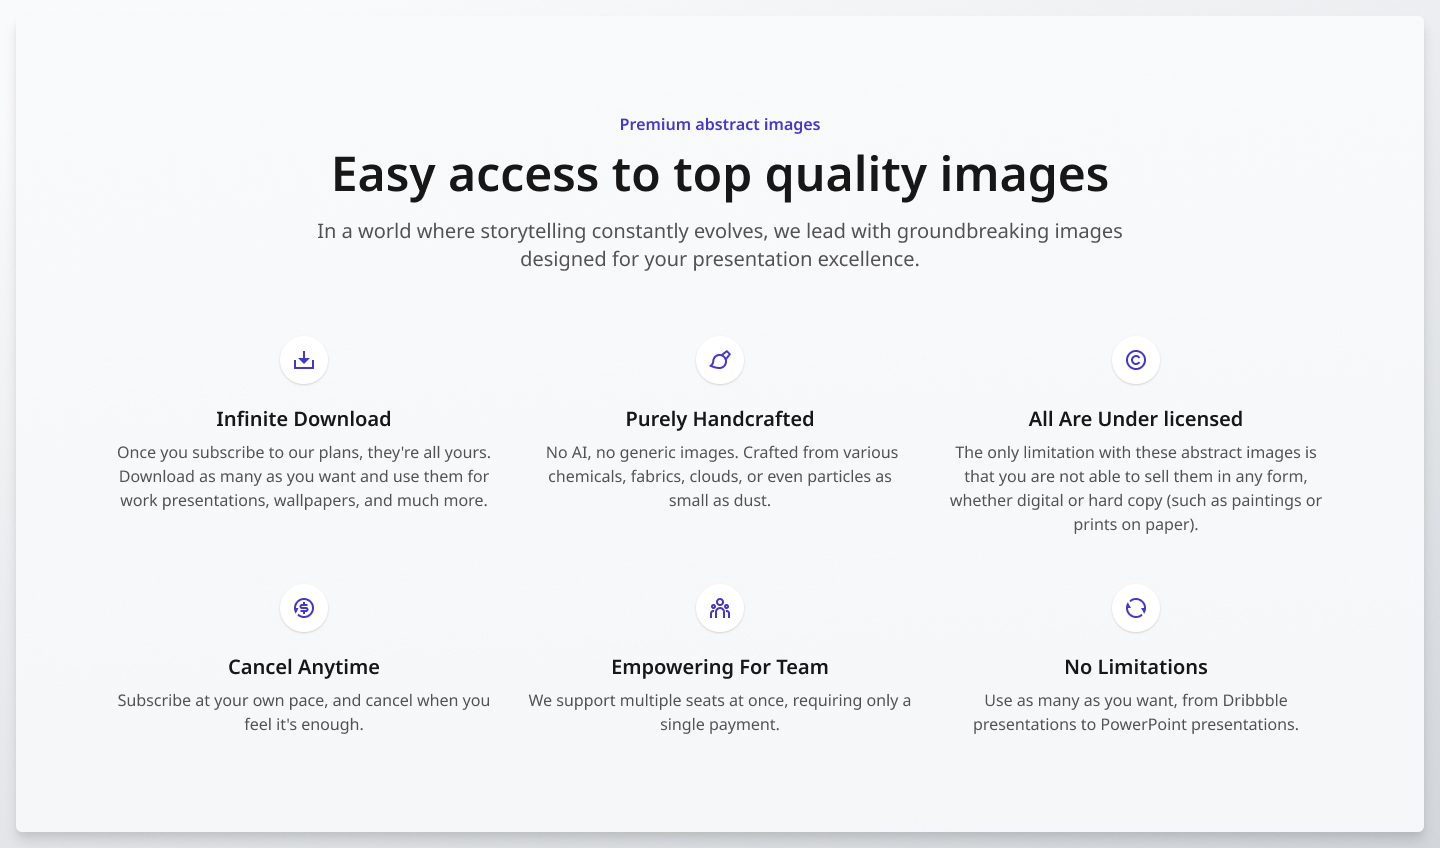 Premium abstract images
Easy access to top quality images
In a world where storytelling constantly evolves, we lead with groundbreaking images
designed for your presentation excellence.
Infinite Download
Once you subscribe to our plans, they're all yours.
Download as many as you want and use them for
work presentations, wallpapers, and much more.
Purely Handcrafted
No AI, no generic images. Crafted from various
chemicals, fabrics, clouds, or even particles as
small as dust.
All Are Under licensed
The only limitation with these abstract images is
that you are not able to sell them in any form,
whether digital or hard copy (such as paintings or
prints on paper).
Cancel Anytime
Subscribe at your own pace, and cancel when you
feel it's enough.
Empowering For Team
We support multiple seats at once, requiring only a
single payment.
No Limitations
Use as many as you want, from Dribbble
presentations to PowerPoint presentations.